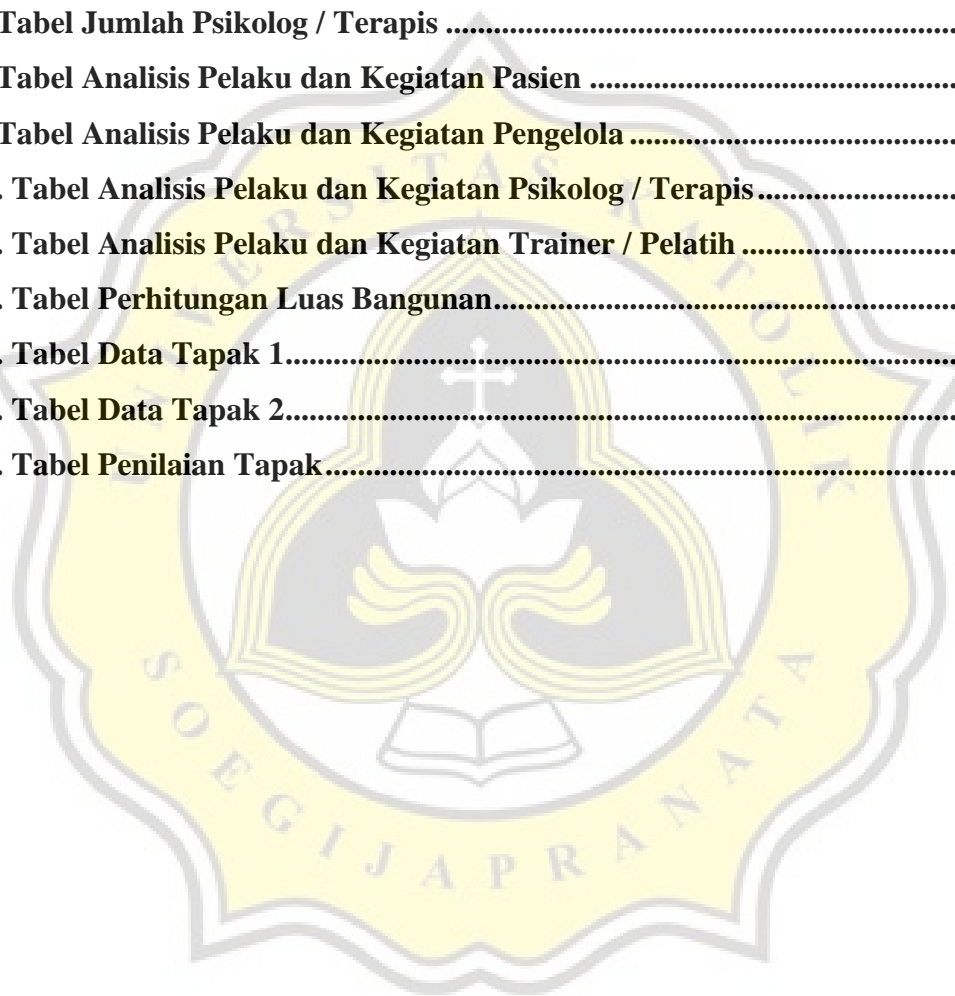 Tabel Jumlah Psikolog / Terapis ................................................................
Tabel Analisis Pelaku dan Kegiatan Pasien ..............................................
Tabel Analisis Pelaku dan Kegiatan Pengelola .........................................
. Tabel Analisis Pelaku dan Kegiatan Psikolog / Terapis .........................
. Tabel Analisis Pelaku dan Kegiatan Trainer / Pelatih ...........................
. Tabel Perhitungan Luas Bangunan..........................................................
. Tabel Data Tapak 1....................................................................................
. Tabel Data Tapak 2....................................................................................
. Tabel Penilaian Tapak...............................................................................
UNIVERSITAS KATOLIK
SOEGIJAPRANATA